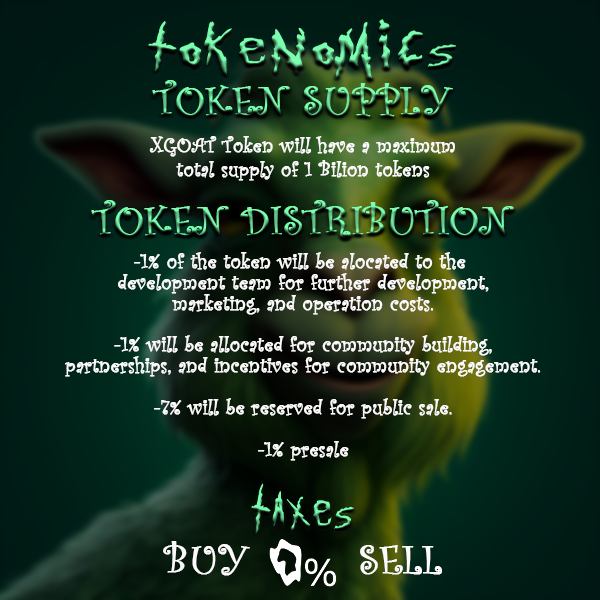 tokenomics
TOKEN SUPPLY
XGOAT Token will have a maximum
total supply of 1 Bilion tokens
TOKEN DISTRIBUTION
-1% of the token will be alocated to the
development team for further development,
marketing, and operation costs.
-1% will be allocated for community building,
partnerships, and incentives for community engagement.
-7% will be reserved for public sale.
-1% presale
taxes
BUY 0% SELL